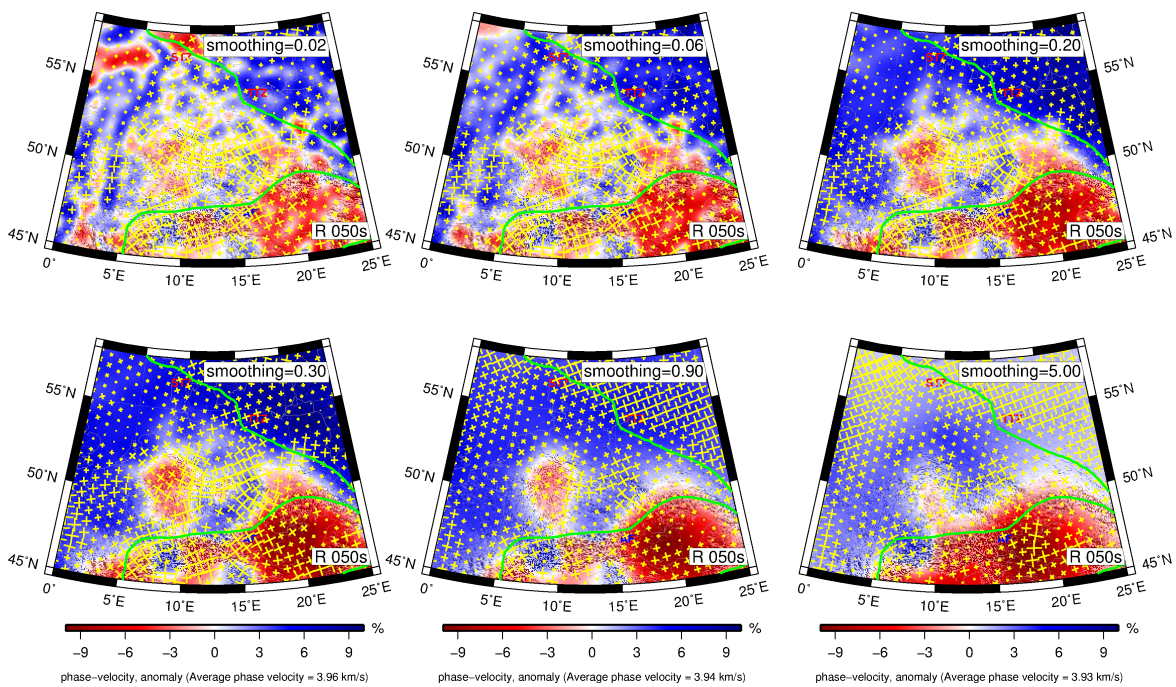 smoothing=0.02
smoothing=0.06
smoothing=0.20
55˚N
55˚N
50˚N
50˚N
50˚N
45˚N
45˚N
45˚N
R 050s
R 050s
R 050s
0˚
5˚E
10˚E
15˚E
20˚E
25˚E
0˚
5˚E
10˚E
15˚E
20˚E
25˚E
0˚
5˚E
10˚E
15˚E
20˚E
25˚E
smoothing=0.30
smoothing=0.90
smoothing=5.00
55˚N
55˚N
50˚N
50˚N
50˚N
45˚N
45˚N
45˚N
R 050s
R 050s
R 050s
0˚
5˚E
10˚E
15˚E
20˚E
25˚E
0˚
5˚E
10˚E
15˚E
20˚E
25˚E
0˚
5˚E
10˚E
15˚E
20˚E
25˚E
−9 −6 −3 0 3 6 9 %
−9 −6 −3 0 3 6 9 %
−9 −6 −3 0 3 6 9 %
phase−velocity, anomaly (Average phase velocity = 3.96 km/s)
phase−velocity, anomaly (Average phase velocity = 3.94 km/s)
phase−velocity, anomaly (Average phase velocity = 3.93 km/s)